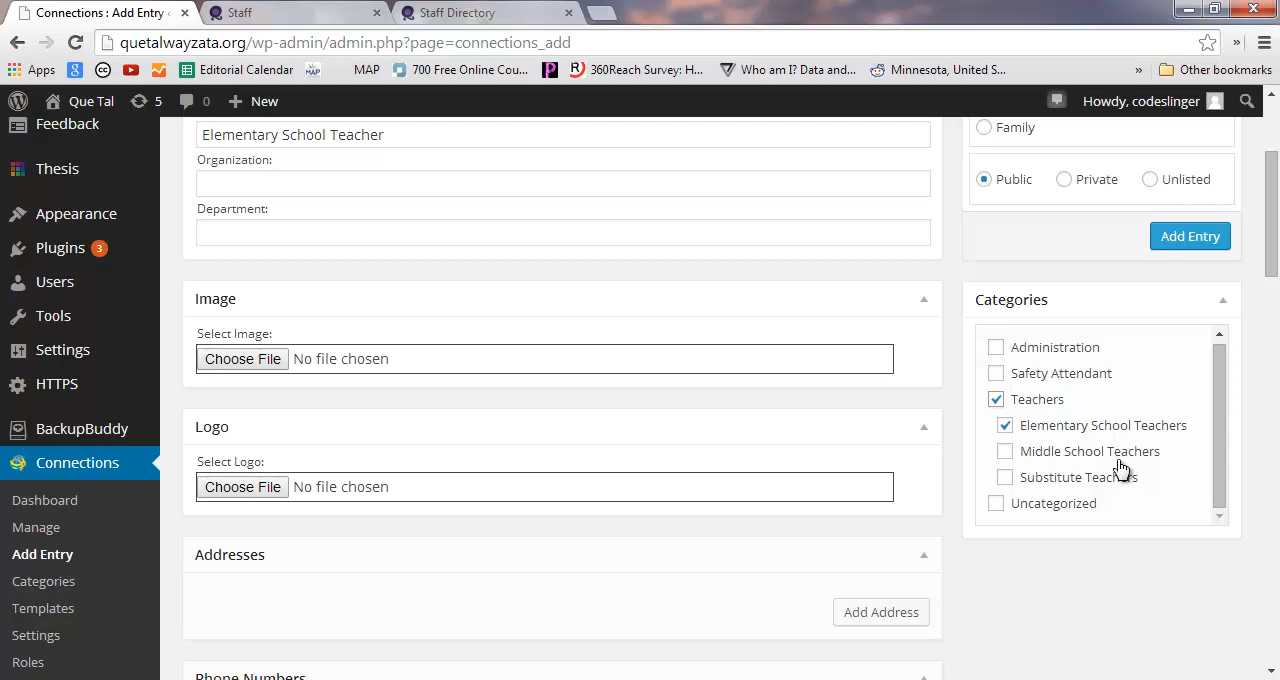 Connections : Add Entry
Staff
Staff Directory
quetalwayzata.org/wp-admin/admin.php?page=connections_add
Apps
Editorial Calendar
MAP
MAP
700 Free Online Cou...
360Reach Survey: H...
Who am I? Data and...
Minnesota, United S...
»
Other bookmarks
Que Tal
5
0
+ New
Howdy, codeslinger
Feedback
Thesis
Appearance
Plugins 3
Users
Tools
Settings
HTTPS
BackupBuddy
Connections
Dashboard
Manage
Add Entry
Categories
Templates
Settings
Roles
Elementary School Teacher
Organization:
Department:
Image
Select Image:
Choose File No file chosen
Logo
Select Logo:
Choose File No file chosen
Addresses
Add Address
Phone Numbers
Family
Public Private Unlisted
Add Entry
Categories
Administration
Safety Attendant
Teachers
Elementary School Teachers
Middle School Teachers
Substitute Teachers
Uncategorized